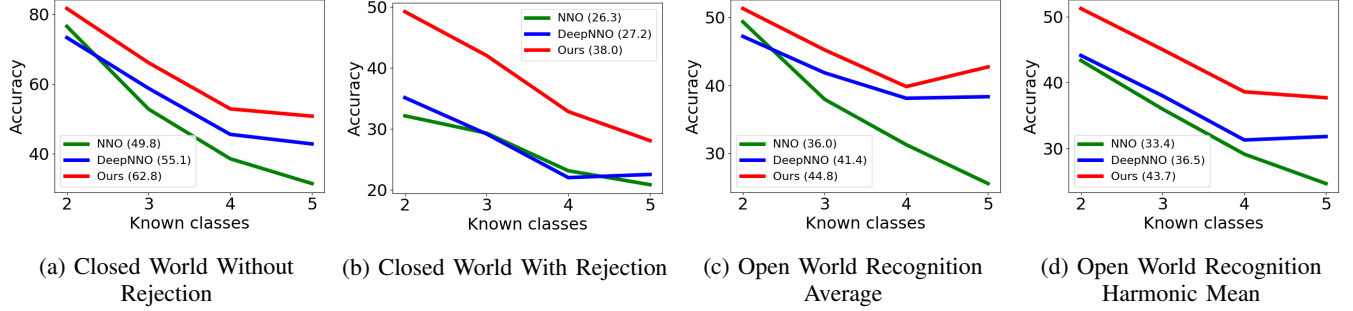 80
60
40
Accuracy
NNO (49.8)
DeepNNO (55.1)
Ours (62.8)
2 3 4 5
Known classes
(a) Closed World Without
Rejection
50
40
30
20
Accuracy
NNO (26.3)
DeepNNO (27.2)
Ours (38.0)
2 3 4 5
Known classes
(b) Closed World With Rejection
50
40
30
Accuracy
NNO (36.0)
DeepNNO (41.4)
Ours (44.8)
2 3 4 5
Known classes
(c) Open World Recognition
Average
50
40
30
Accuracy
NNO (33.4)
DeepNNO (36.5)
Ours (43.7)
2 3 4 5
Known classes
(d) Open World Recognition
Harmonic Mean